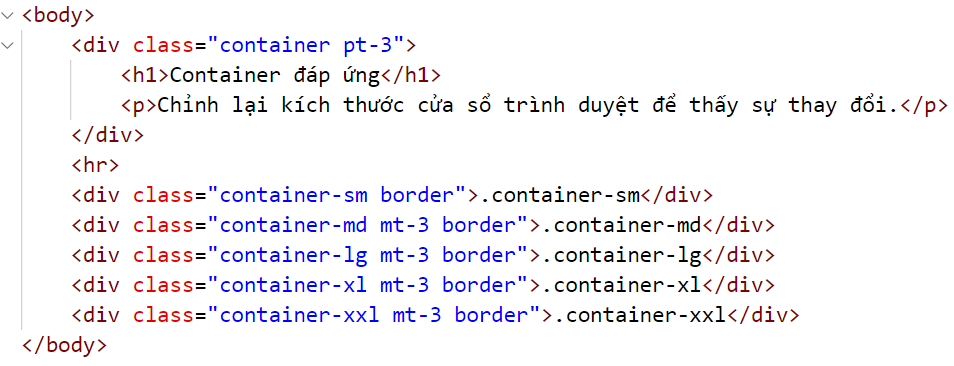 <body>
<div class="container pt-3">
<h1>Container đáp ứng</h1>
<p>Chỉnh lại kích thước cửa sổ trình duyệt để thấy sự thay đổi.</p>
</div>
<hr>
<div class="container-sm border">.container-sm</div>
<div class="container-md mt-3 border">.container-md</div>
<div class="container-lg mt-3 border">.container-lg</div>
<div class="container-xl mt-3 border">.container-xl</div>
<div class="container-xxl mt-3 border">.container-xxl</div>
</body>